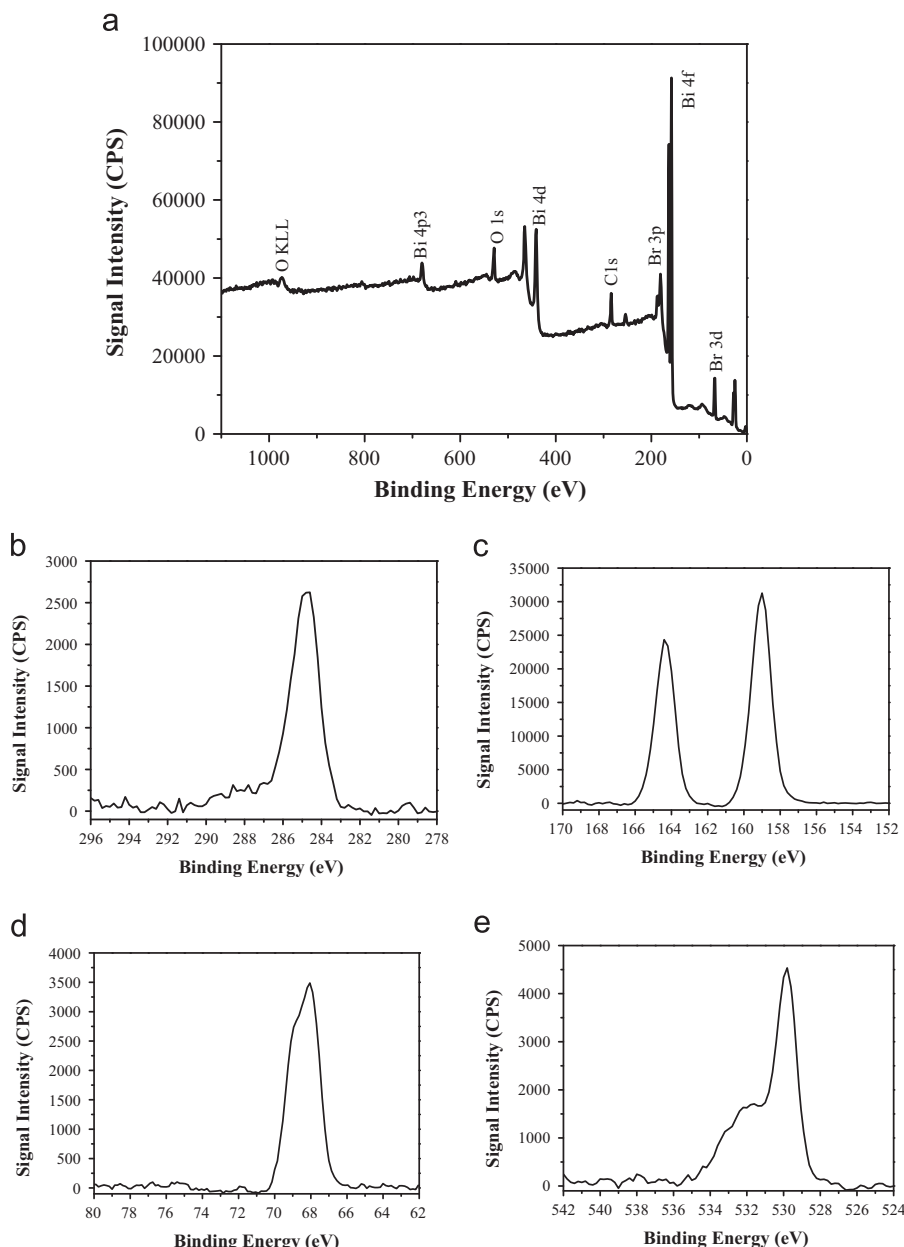 a
100000
80000
60000
40000
20000
0
Signal Intensity (CPS)
O KLL
Bi 4p3
O 1s
Bi 4d
C1s
Br 3p
Bi 4f
Br 3d
1000 800 600 400 200 0
Binding Energy (eV)
b
3000
2500
2000
1500
1000
500
0
Signal Intensity (CPS)
296 294 292 290 288 286 284 282 280 278
Binding Energy (eV)
c
35000
30000
25000
20000
15000
10000
5000
0
Signal Intensity (CPS)
170 168 166 164 162 160 158 156 154 152
Binding Energy (eV)
d
4000
3500
3000
2500
2000
1500
1000
500
0
Signal Intensity (CPS)
80 78 76 74 72 70 68 66 64 62
Binding Energy (eV)
e
5000
4000
3000
2000
1000
0
Signal Intensity (CPS)
542 540 538 536 534 532 530 528 526 524
Binding Energy (eV)